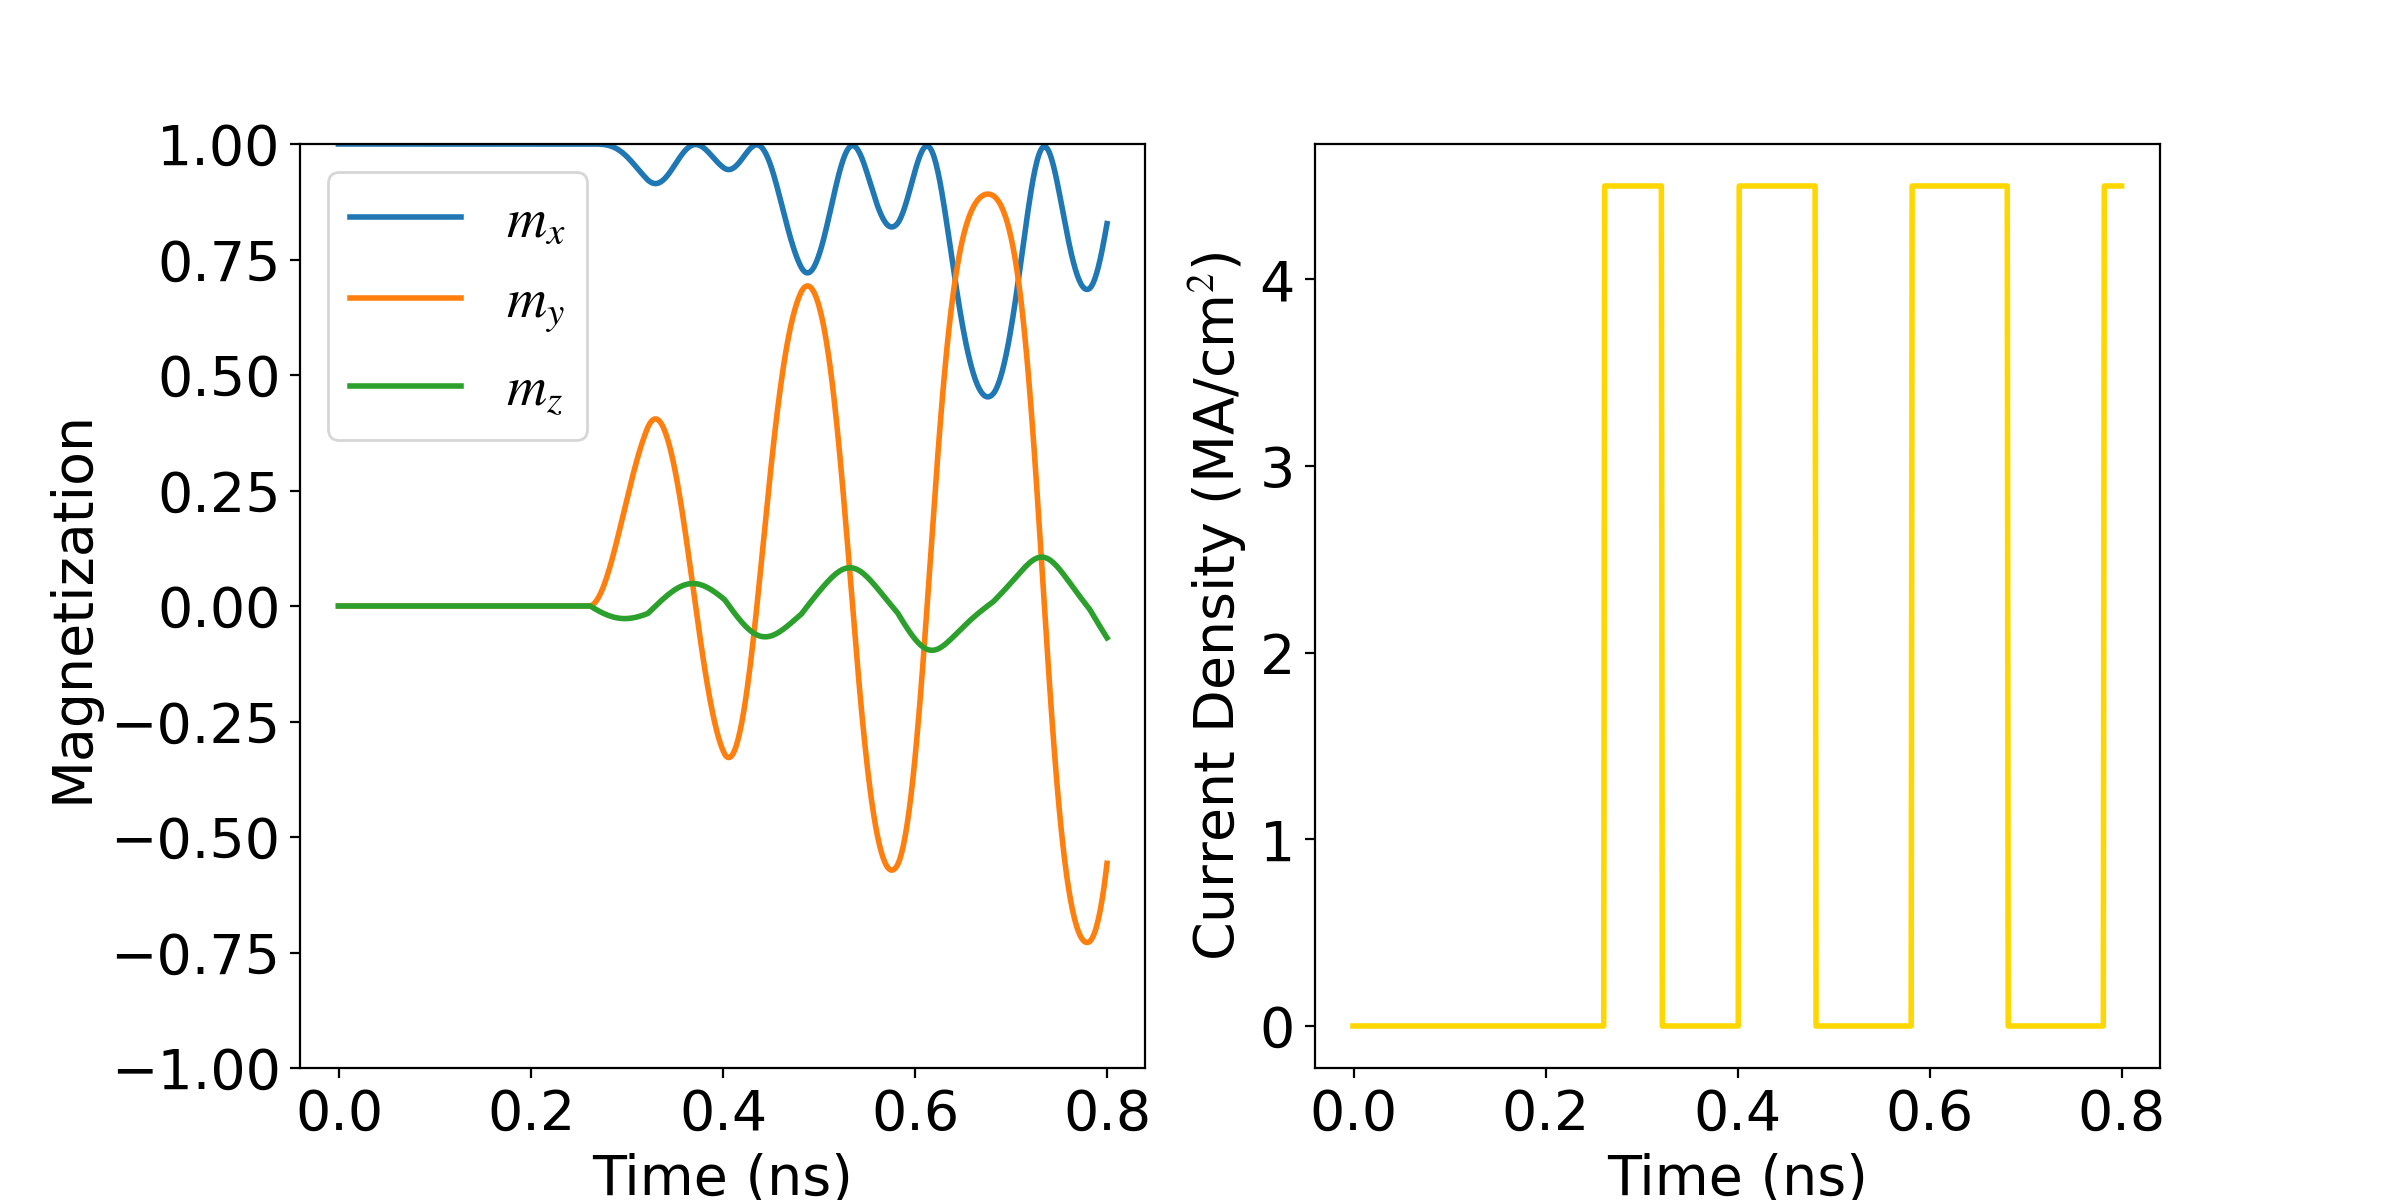 1.00
0.75
0.50
0.25
0.00
−0.25
−0.50
−0.75
−1.00
Magnetization
m_x
m_y
m_z
0.0 0.2 0.4 0.6 0.8
Time (ns)
Current Density (MA/cm²)
4
3
2
1
0
0.0 0.2 0.4 0.6 0.8
Time (ns)